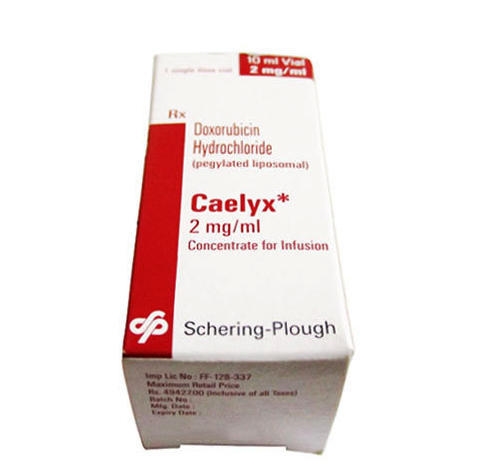 10 ml Vial
1 single dose vial
2 mg/ml
Rx
Doxorubicin
Hydrochloride
(pegylated liposomal)
Caelyx*
2 mg/ml
Concentrate for Infusion
Schering-Plough
Imp Lic No : FF-128-337
Maximum Retail Price
Rs. 4942700 (Inclusive of all Taxes)
Batch No :
Mfg. Date :
Expiry Date :